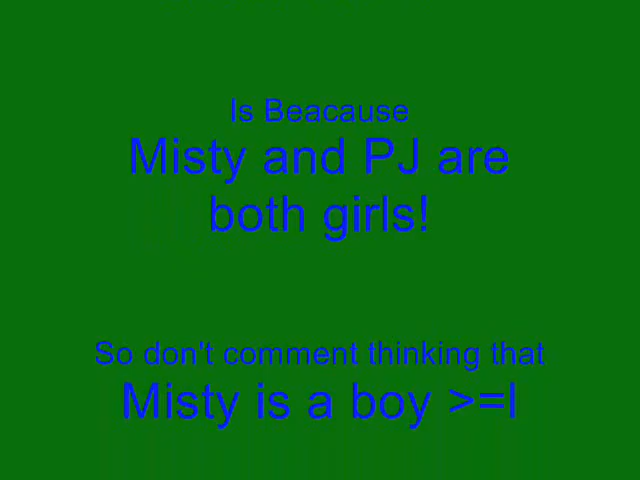 Is Beacause
Misty and PJ are
both girls!
So don't comment thinking that
Misty is a boy >=I